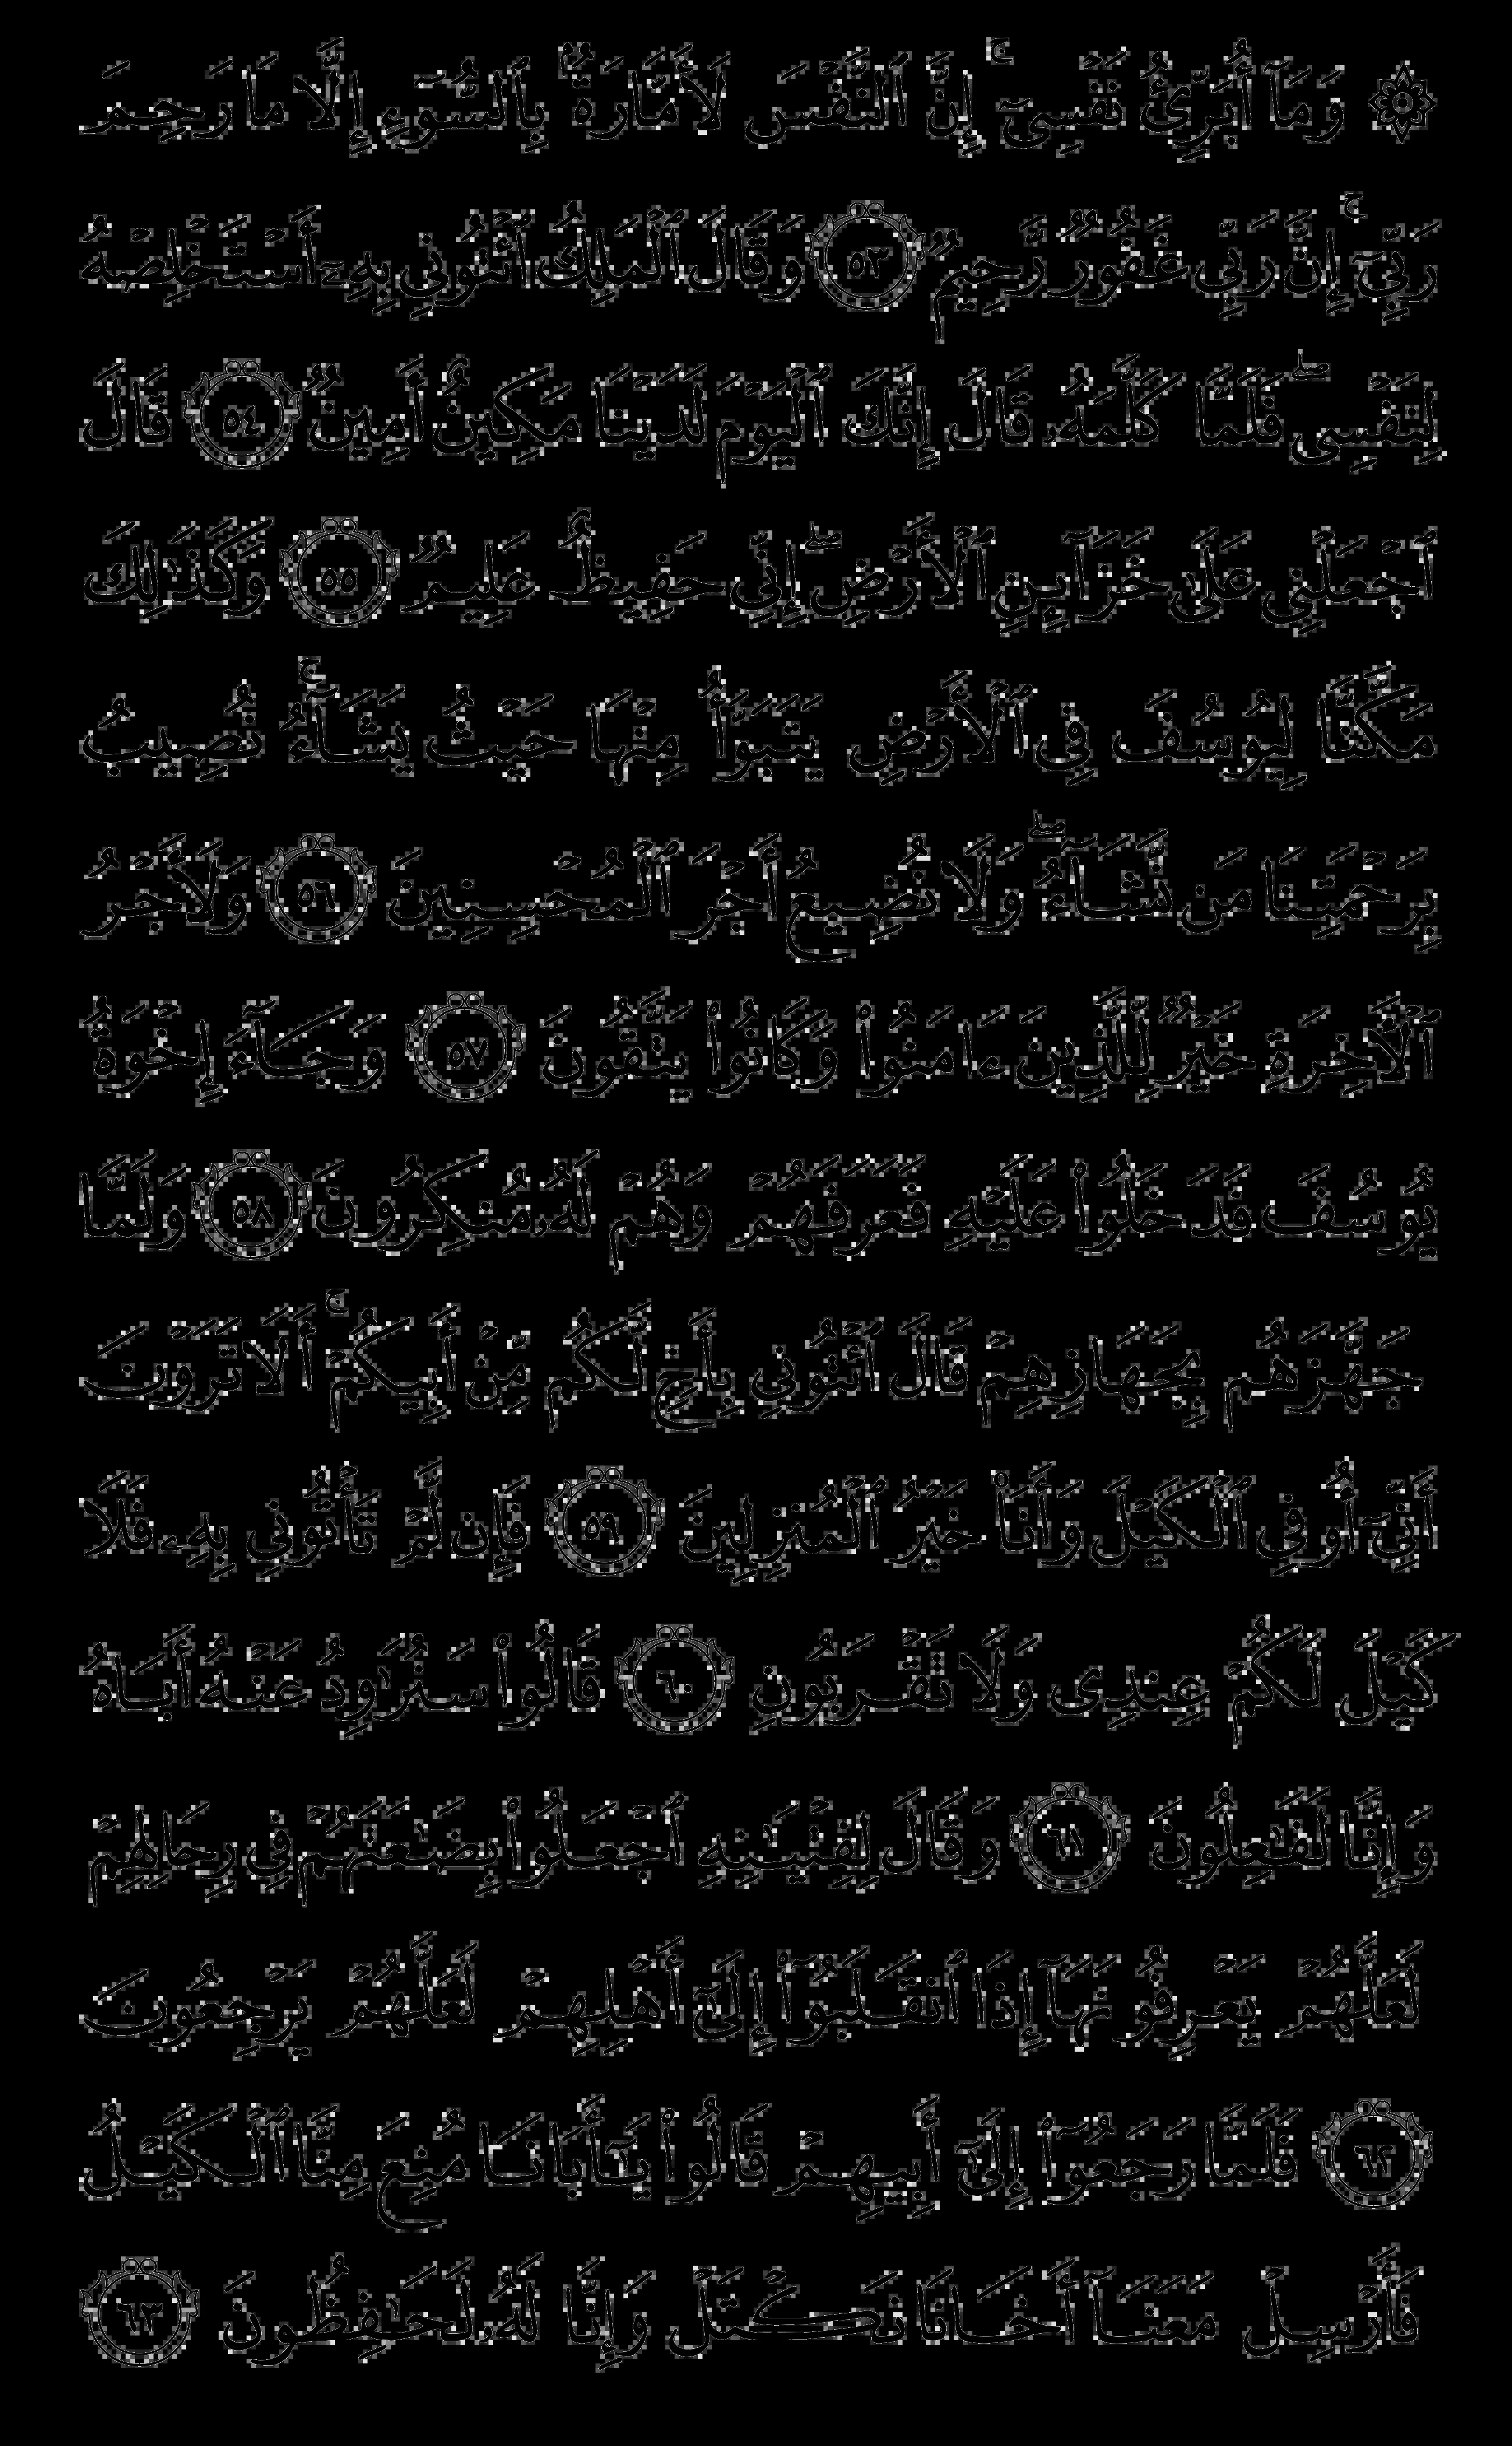 ۞ وَمَآ أُبَرِّئُ نَفۡسِيٓۚ إِنَّ ٱلنَّفۡسَ لَأَمَّارَةُۢ بِٱلسُّوٓءِ إِلَّا مَا رَحِمَ
رَبِّيٓۚ إِنَّ رَبِّي غَفُورٞ رَّحِيمٞ ٥٣ وَقَالَ ٱلۡمَلِكُ ٱئۡتُونِي بِهِۦٓ أَسۡتَخۡلِصۡهُ
لِنَفۡسِيۖ فَلَمَّا كَلَّمَهُۥ قَالَ إِنَّكَ ٱلۡيَوۡمَ لَدَيۡنَا مَكِينٌ أَمِينٞ ٥٤ قَالَ
ٱجۡعَلۡنِي عَلَىٰ خَزَآئِنِ ٱلۡأَرۡضِۖ إِنِّي حَفِيظٌ عَلِيمٞ ٥٥ وَكَذَٰلِكَ
مَكَّنَّا لِيُوسُفَ فِي ٱلۡأَرۡضِ يَتَبَوَّأُ مِنۡهَا حَيۡثُ يَشَآءُۚ نُصِيبُ
بِرَحۡمَتِنَا مَن نَّشَآءُۖ وَلَا نُضِيعُ أَجۡرَ ٱلۡمُحۡسِنِينَ ٥٦ وَلَأَجۡرُ
ٱلۡأٓخِرَةِ خَيۡرٞ لِّلَّذِينَ ءَامَنُواْ وَكَانُواْ يَتَّقُونَ ٥٧ وَجَآءَ إِخۡوَةُ
يُوسُفَ فَدَخَلُواْ عَلَيۡهِ فَعَرَفَهُمۡ وَهُمۡ لَهُۥ مُنكِرُونَ ٥٨ وَلَمَّا
جَهَّزَهُم بِجَهَازِهِمۡ قَالَ ٱئۡتُونِي بِأَخٖ لَّكُم مِّنۡ أَبِيكُمۡۚ أَلَا تَرَوۡنَ
أَنِّيٓ أُوفِي ٱلۡكَيۡلَ وَأَنَا۠ خَيۡرُ ٱلۡمُنزِلِينَ ٥٩ فَإِن لَّمۡ تَأۡتُونِي بِهِۦ فَلَا
كَيۡلَ لَكُمۡ عِندِي وَلَا تَقۡرَبُونِ ٦٠ قَالُواْ سَنُرَٰوِدُ عَنۡهُ أَبَاهُ
وَإِنَّا لَفَٰعِلُونَ ٦١ وَقَالَ لِفِتۡيَٰنِهِ ٱجۡعَلُواْ بِضَٰعَتَهُمۡ فِي رِحَالِهِمۡ
لَعَلَّهُمۡ يَعۡرِفُونَهَآ إِذَا ٱنقَلَبُوٓاْ إِلَىٰٓ أَهۡلِهِمۡ لَعَلَّهُمۡ يَرۡجِعُونَ
٦٢ فَلَمَّا رَجَعُوٓاْ إِلَىٰٓ أَبِيهِمۡ قَالُواْ يَٰٓأَبَانَا مُنِعَ مِنَّا ٱلۡكَيۡلُ
فَأَرۡسِلۡ مَعَنَآ أَخَانَا نَكۡتَلۡ وَإِنَّا لَهُۥ لَحَٰفِظُونَ ٦٣